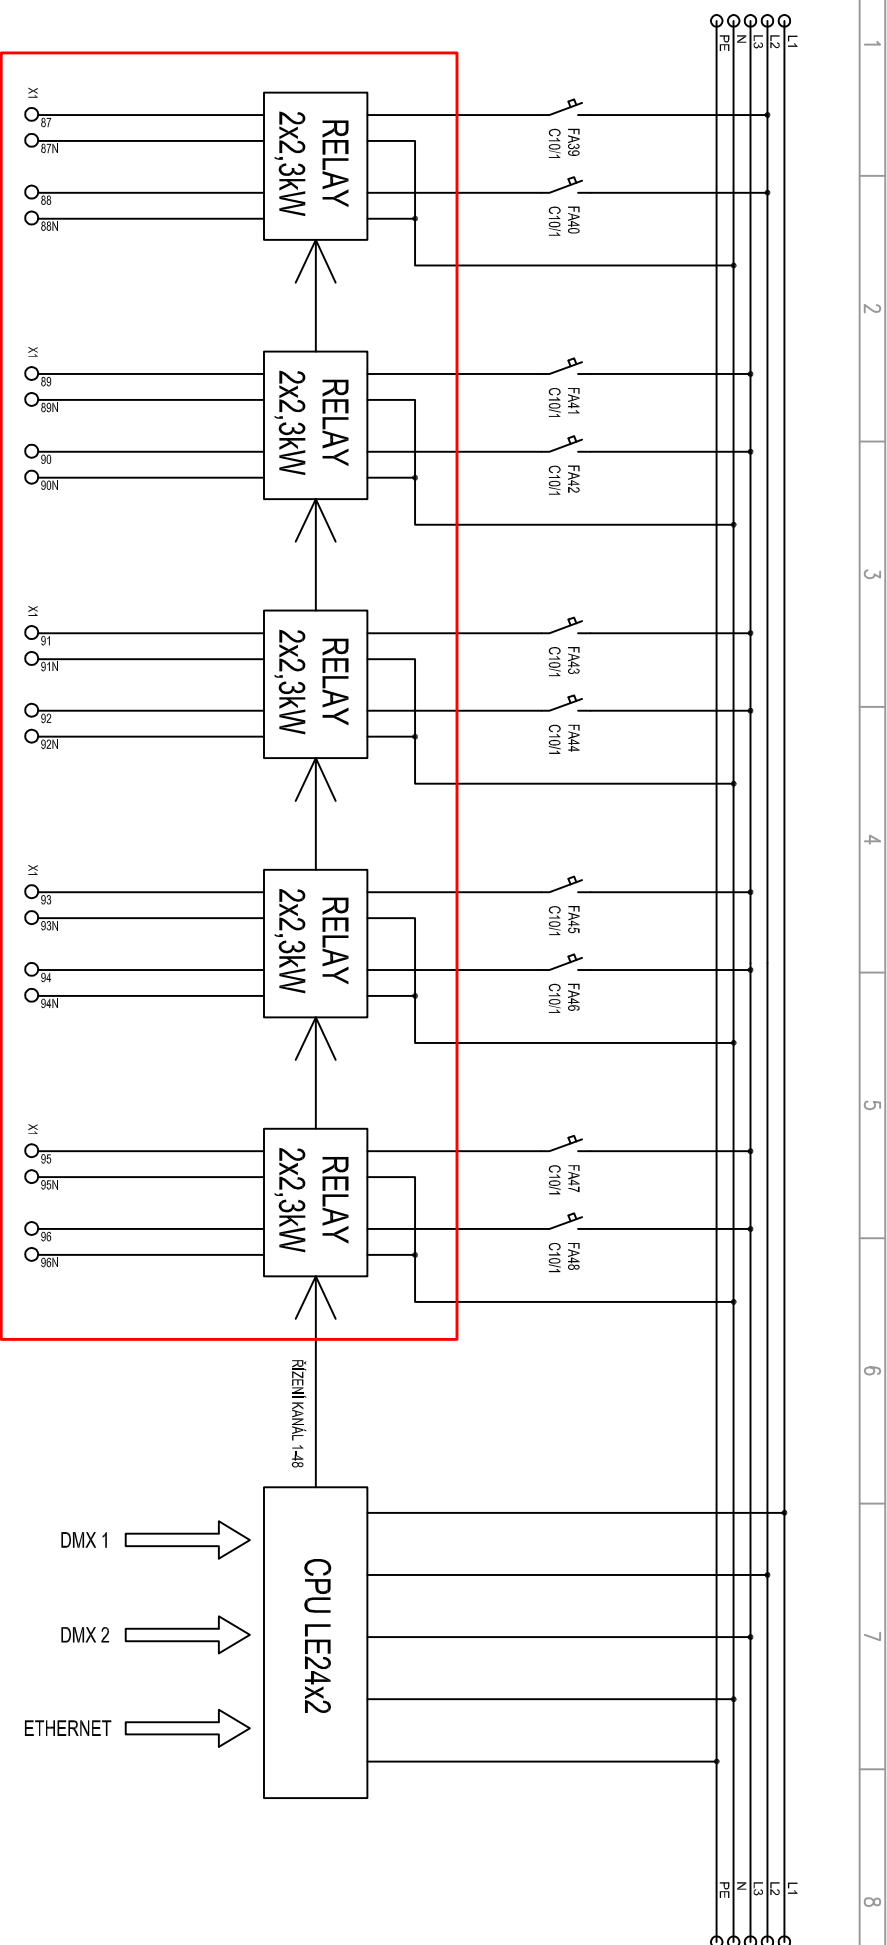 1
2
3
4
5
6
7
8
L1
L2
L3
N
PE
L1
L2
L3
N
PE
FA39
C10/1
FA40
C10/1
FA41
C10/1
FA42
C10/1
FA43
C10/1
FA44
C10/1
FA45
C10/1
FA46
C10/1
FA47
C10/1
FA48
C10/1
RELAY
2x2,3kW
RELAY
2x2,3kW
RELAY
2x2,3kW
RELAY
2x2,3kW
RELAY
2x2,3kW
ŘÍZENÍ KANÁL 1-48
CPU LE24x2
X1
87
87N
88
88N
X1
89
89N
90
90N
X1
91
91N
92
92N
X1
93
93N
94
94N
X1
95
95N
96
96N
DMX 1
DMX 2
ETHERNET